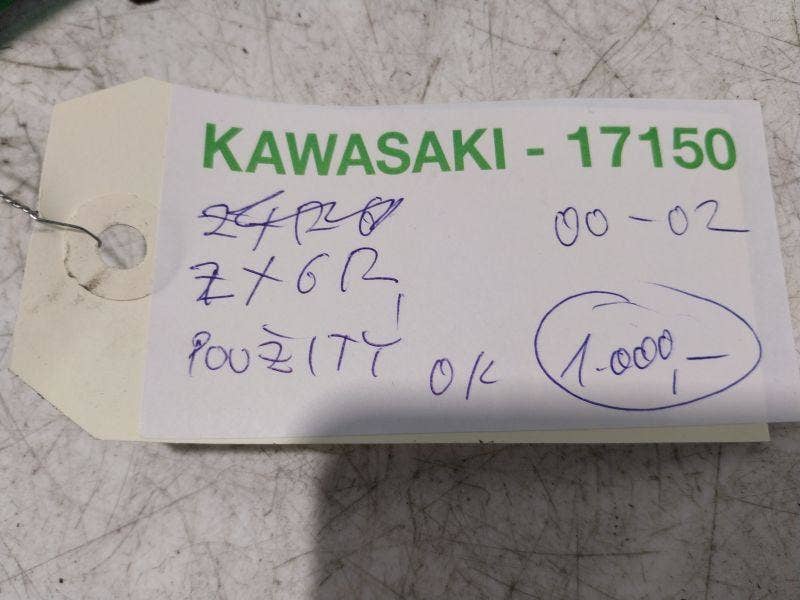 KAWASAKI - 17150
00-02
ZX6R
POUŽITÝ OK 1.000,-